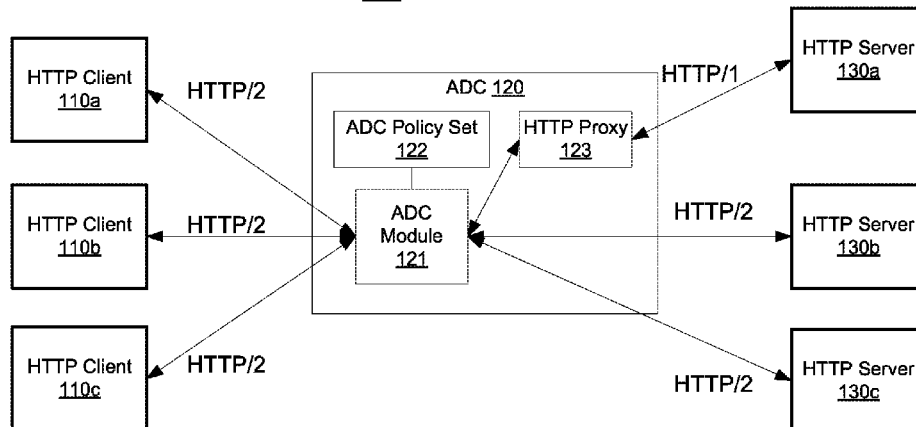 HTTP Client
110a
HTTP/2
ADC 120
HTTP/1
HTTP Server
130a
ADC Policy Set
122
HTTP Proxy
123
HTTP Client
110b
HTTP/2
ADC
Module
121
HTTP/2
HTTP Server
130b
HTTP Client
110c
HTTP/2
HTTP/2
HTTP Server
130c